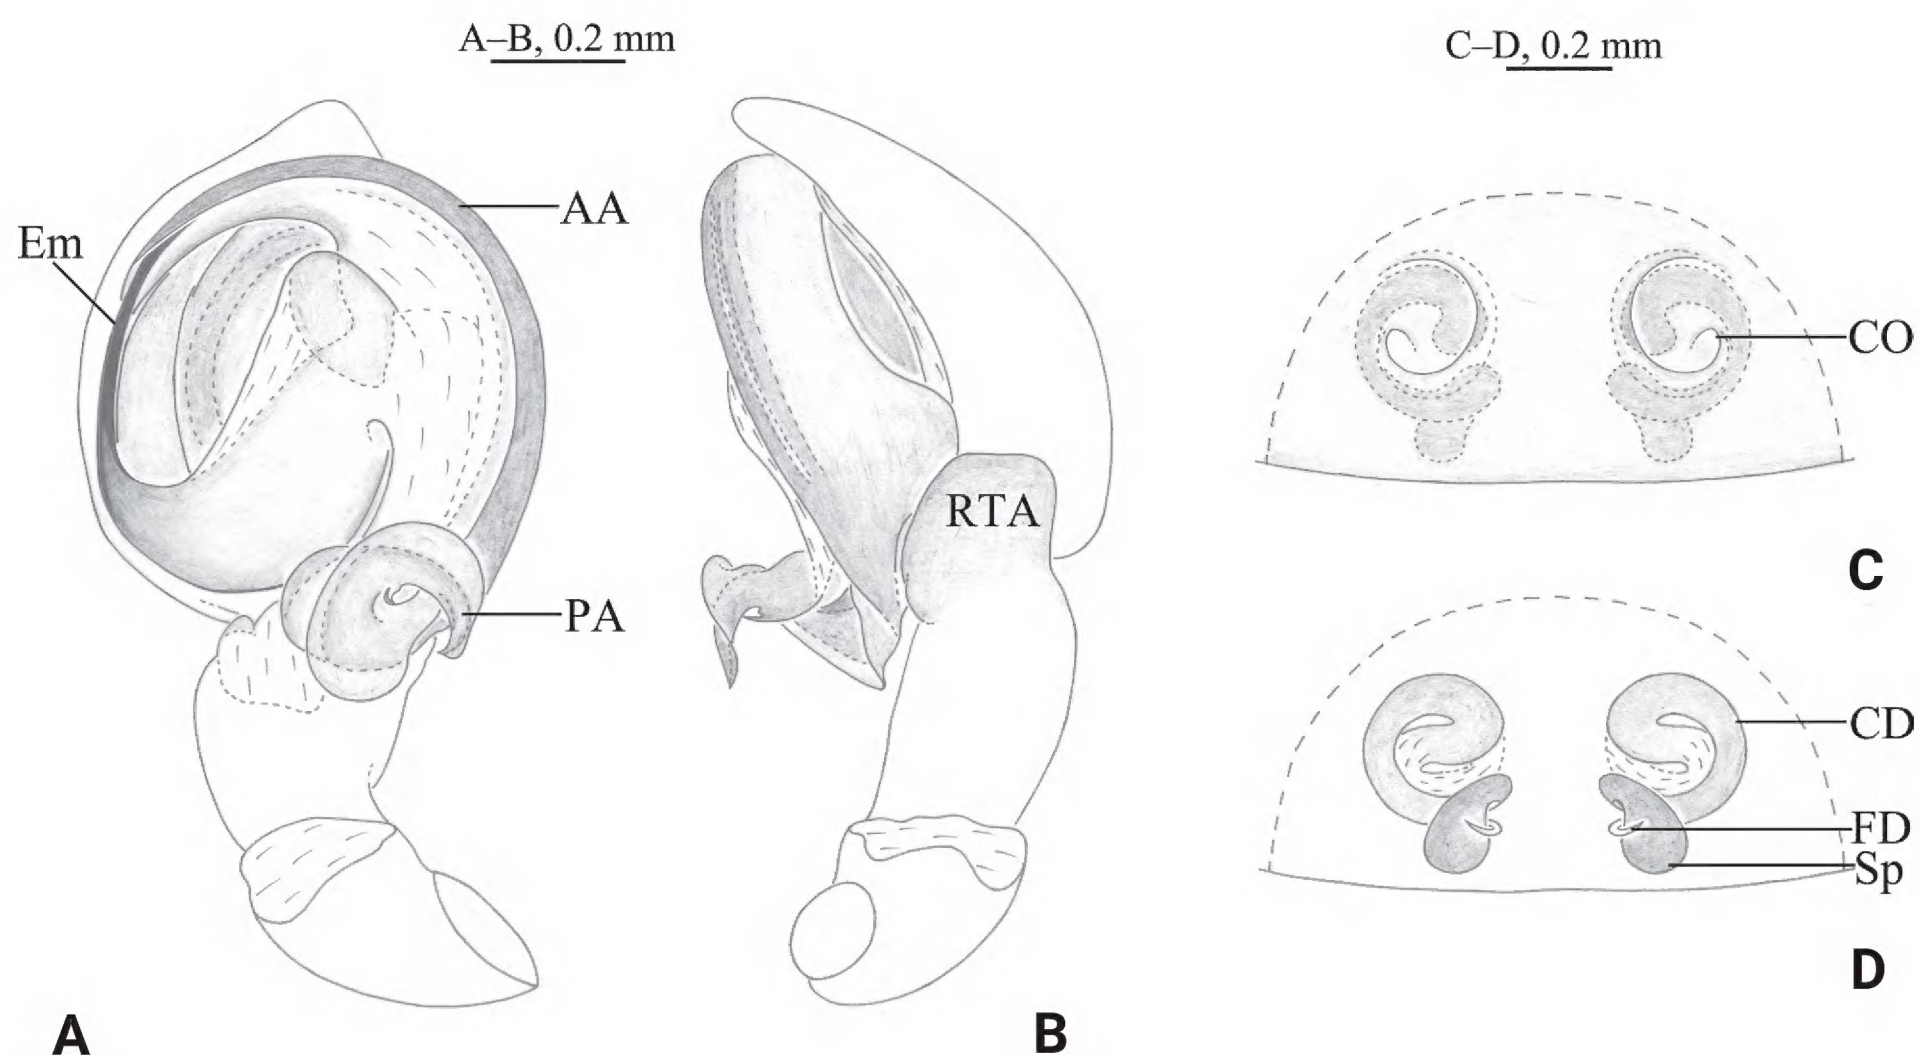 A–B, 0.2 mm
C–D, 0.2 mm
AA
Em
CO
RTA
C
PA
CD
FD
Sp
D
A
B